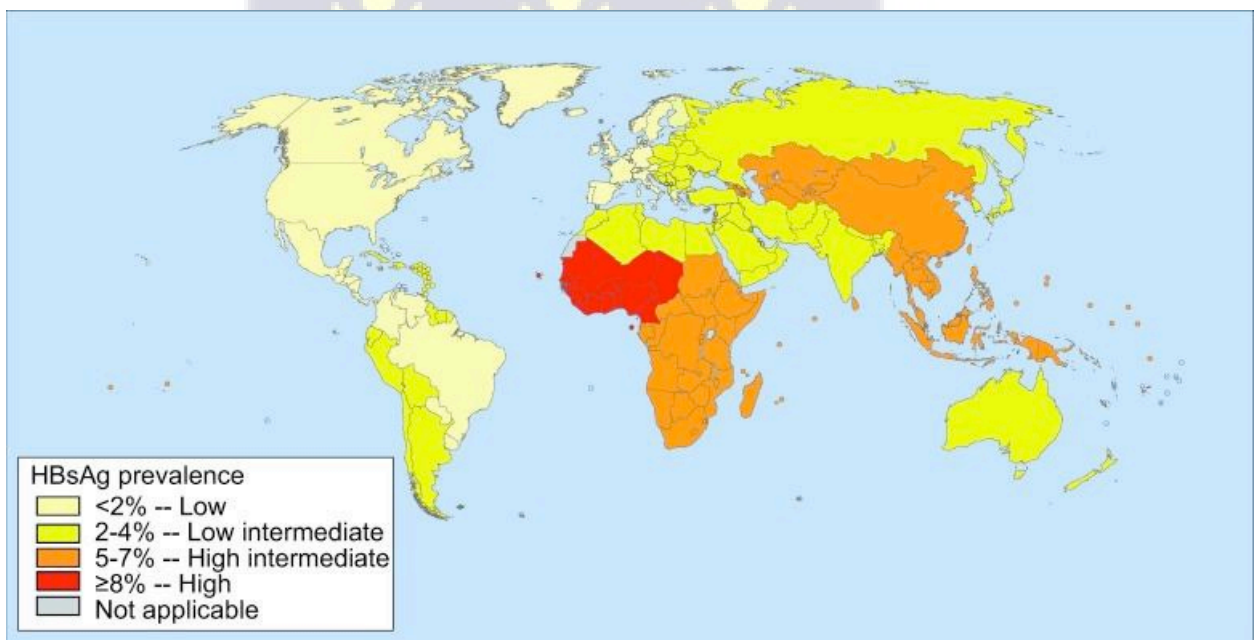 HBsAg prevalence
<2% -- Low
2-4% -- Low intermediate
5-7% -- High intermediate
≥8% -- High
Not applicable